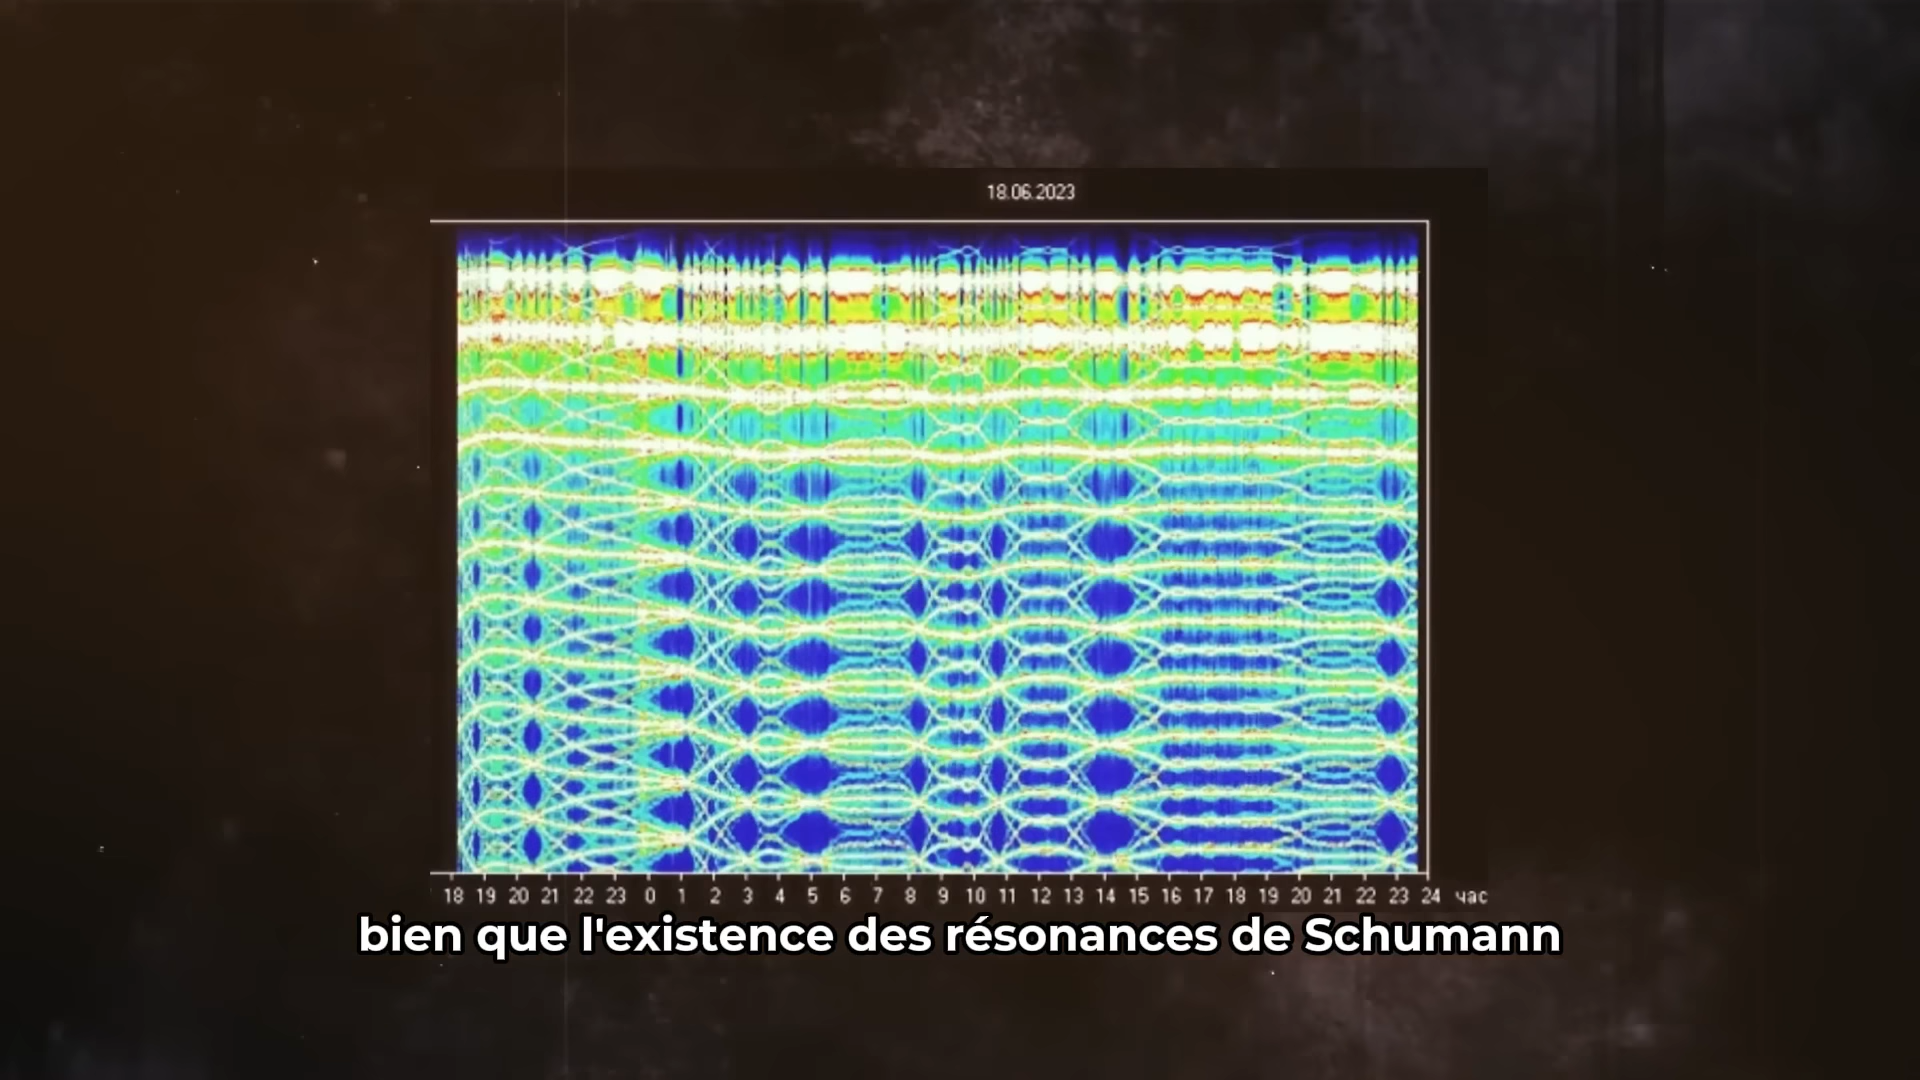 18.06.2023
18 19 20 21 22 23 0 1 2 3 4 5 6 7 8 9 10 11 12 13 14 15 16 17 18 19 20 21 22 23 24 час
bien que l'existence des résonances de Schumann